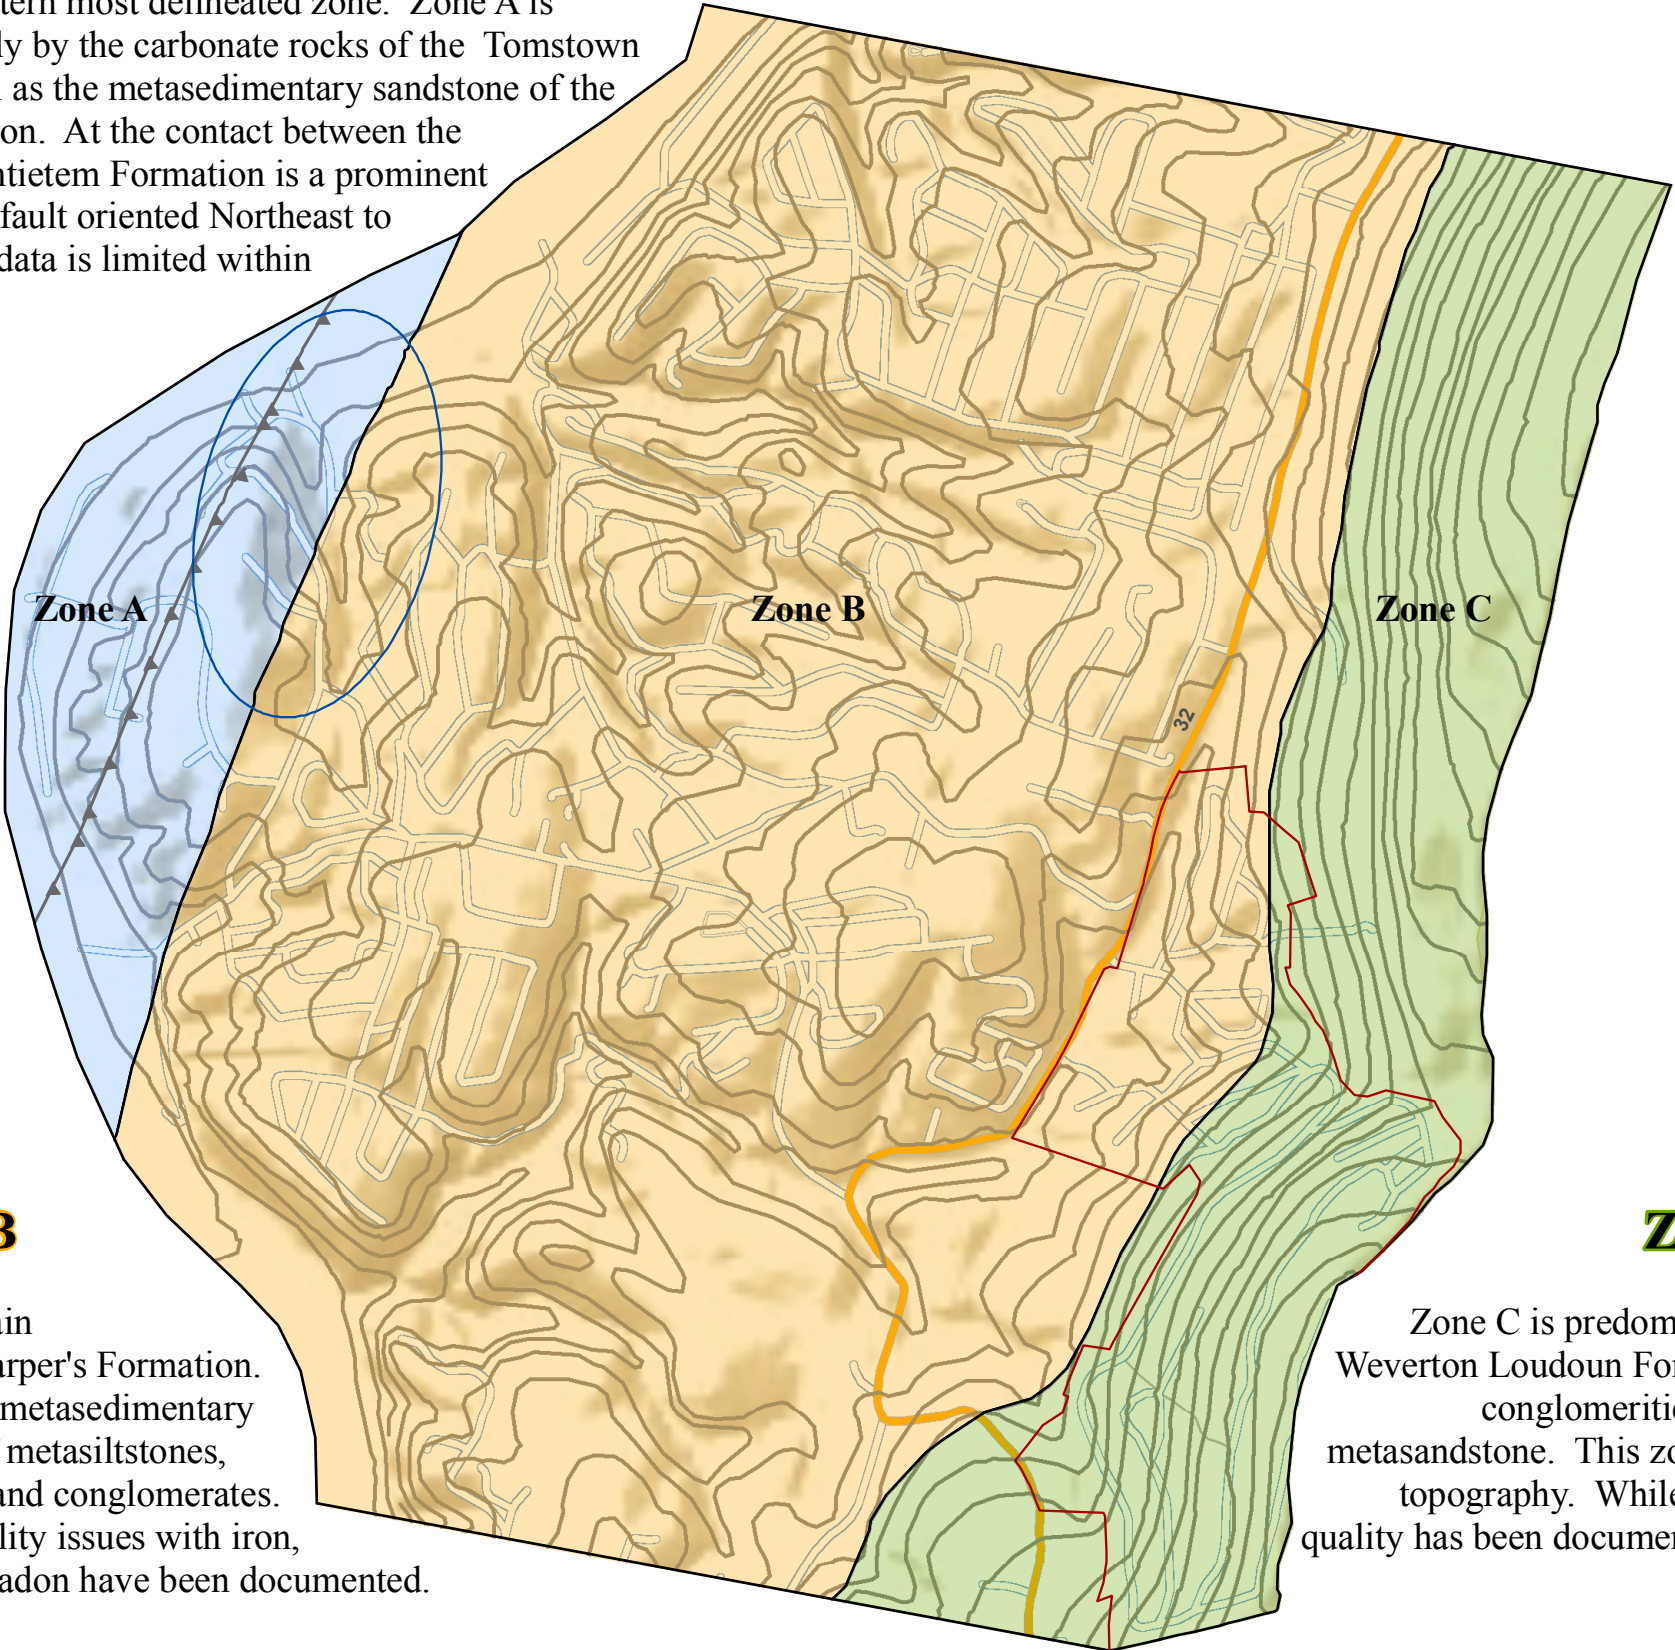 tern most delineated zone. Zone A is
ly by the carbonate rocks of the Tomstown
as the metasedimentary sandstone of the
on. At the contact between the
ntietem Formation is a prominent
fault oriented Northeast to
data is limited within
Zone A
Zone B
Zone C
32
B
ain
arper's Formation.
metasedimentary
metasiltstones,
and conglomerates.
lity issues with iron,
adon have been documented.
Z
Zone C is predom
Weverton Loudoun For
conglomeritic
metasandstone. This zo
topography. While
quality has been documen